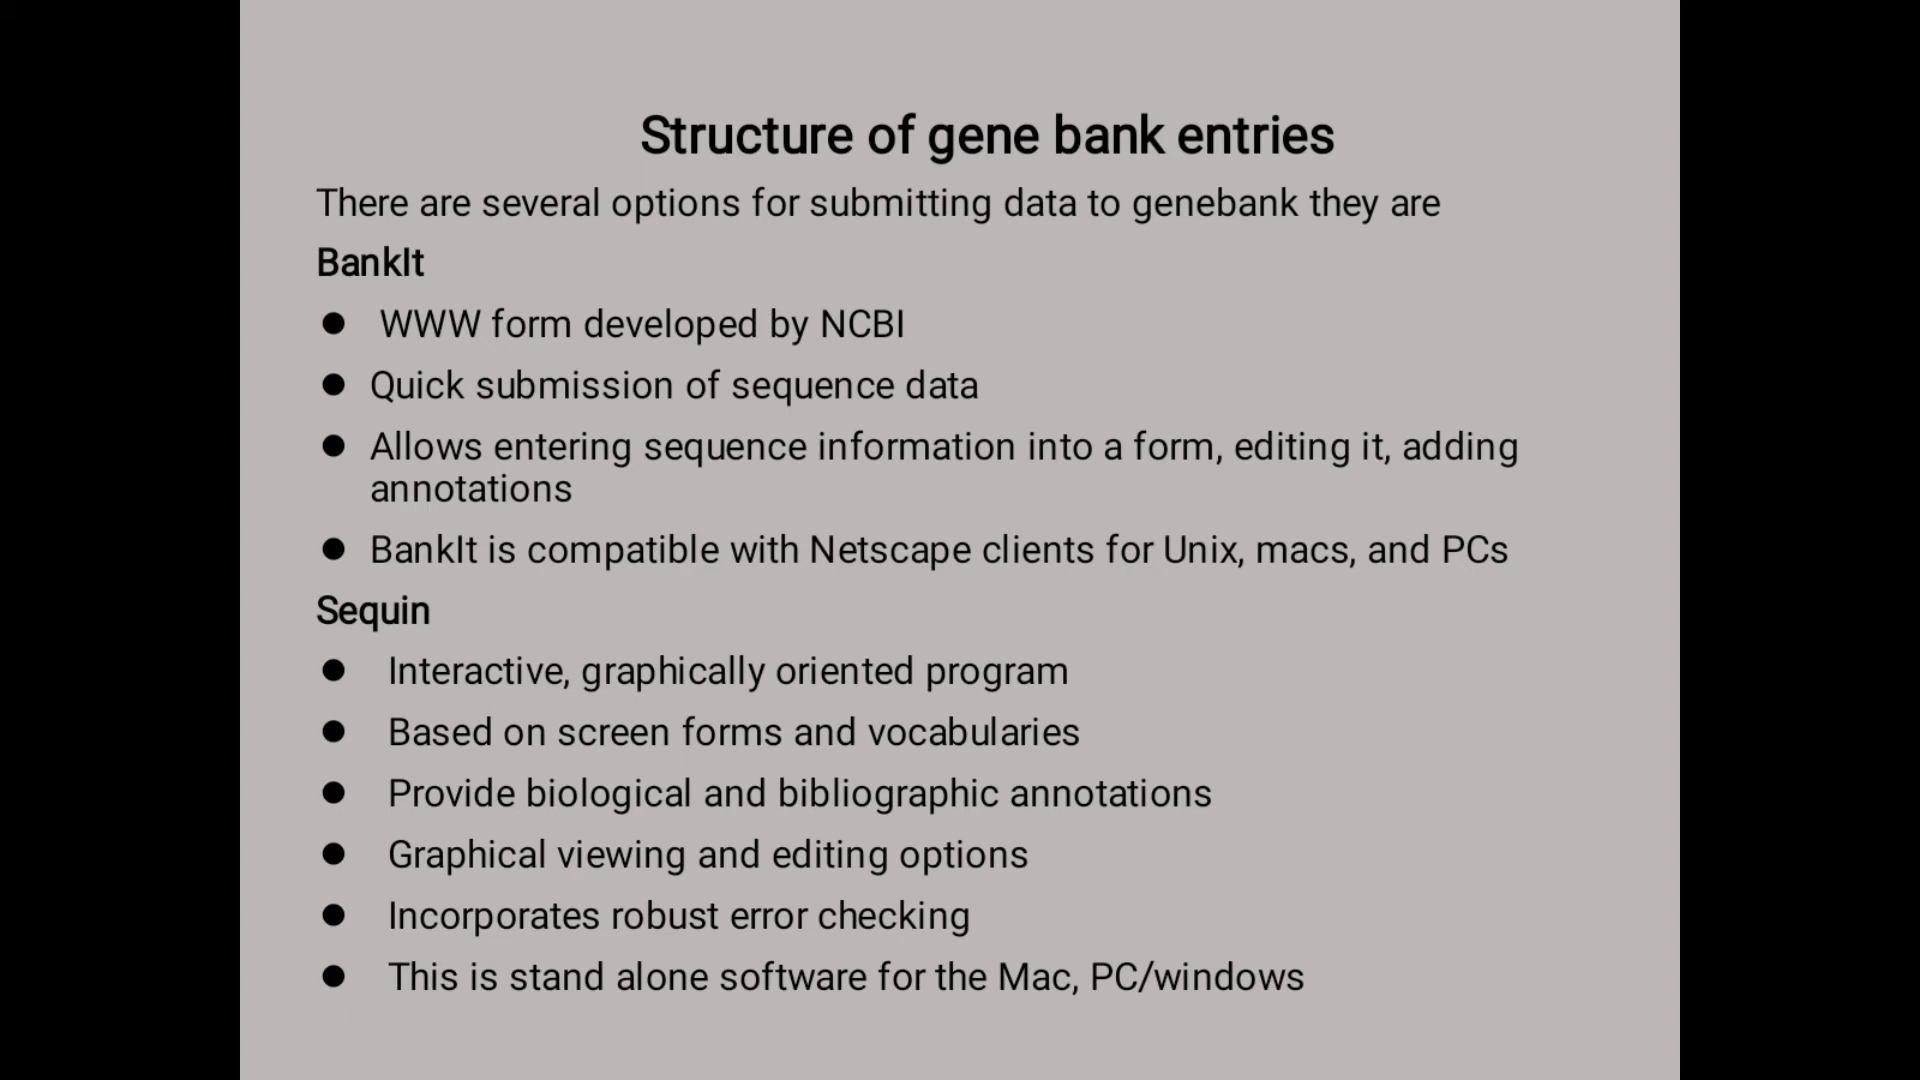 Structure of gene bank entries
There are several options for submitting data to genebank they are
BankIt
● WWW form developed by NCBI
● Quick submission of sequence data
● Allows entering sequence information into a form, editing it, adding
annotations
● BankIt is compatible with Netscape clients for Unix, macs, and PCs
Sequin
● Interactive, graphically oriented program
● Based on screen forms and vocabularies
● Provide biological and bibliographic annotations
● Graphical viewing and editing options
● Incorporates robust error checking
● This is stand alone software for the Mac, PC/windows